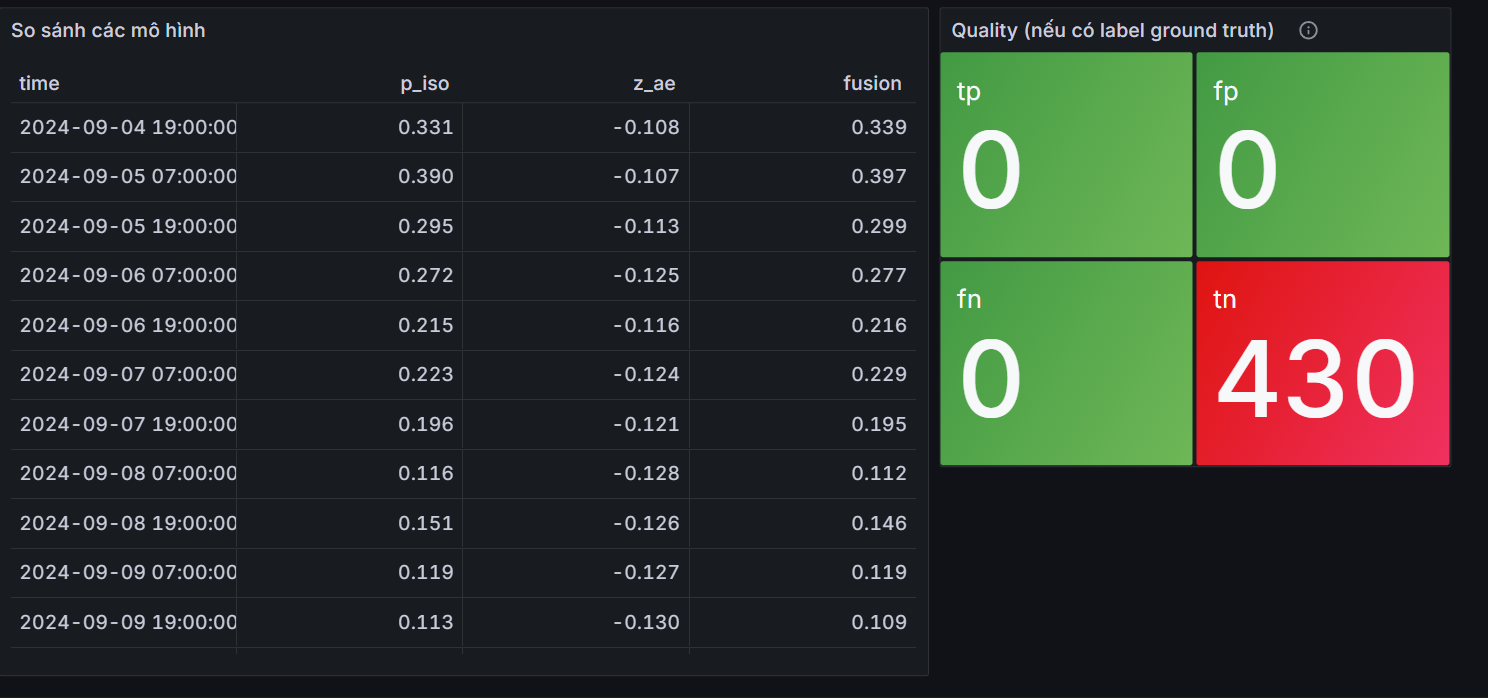 So sánh các mô hình
time p_iso z_ae fusion
2024-09-04 19:00:00 0.331 -0.108 0.339
2024-09-05 07:00:00 0.390 -0.107 0.397
2024-09-05 19:00:00 0.295 -0.113 0.299
2024-09-06 07:00:00 0.272 -0.125 0.277
2024-09-06 19:00:00 0.215 -0.116 0.216
2024-09-07 07:00:00 0.223 -0.124 0.229
2024-09-07 19:00:00 0.196 -0.121 0.195
2024-09-08 07:00:00 0.116 -0.128 0.112
2024-09-08 19:00:00 0.151 -0.126 0.146
2024-09-09 07:00:00 0.119 -0.127 0.119
2024-09-09 19:00:00 0.113 -0.130 0.109
Quality (nếu có label ground truth)
tp
0
fp
0
fn
0
tn
430